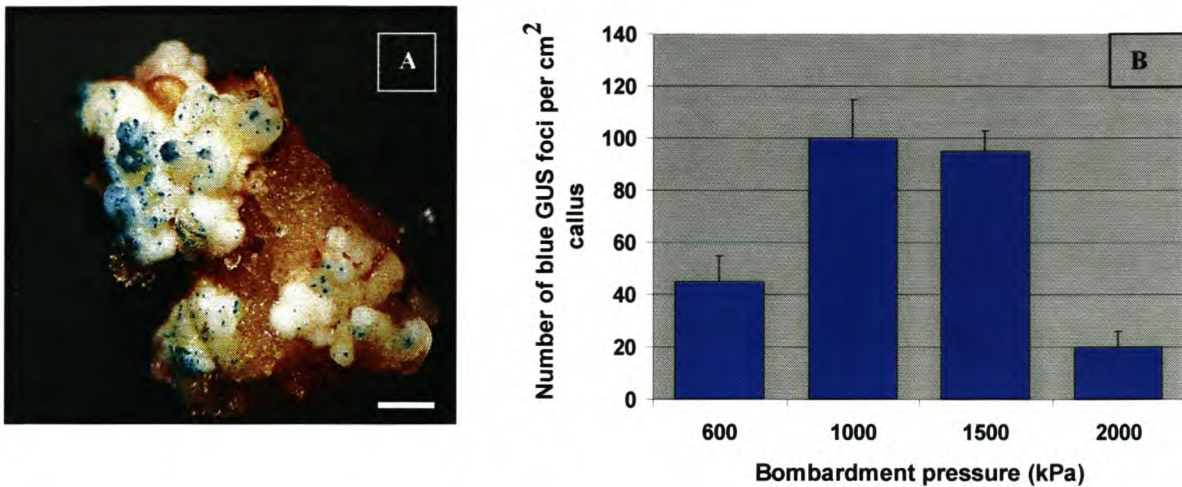 A
B
Number of blue GUS foci per cm²
callus
140
120
100
80
60
40
20
0
600 1000 1500 2000
Bombardment pressure (kPa)